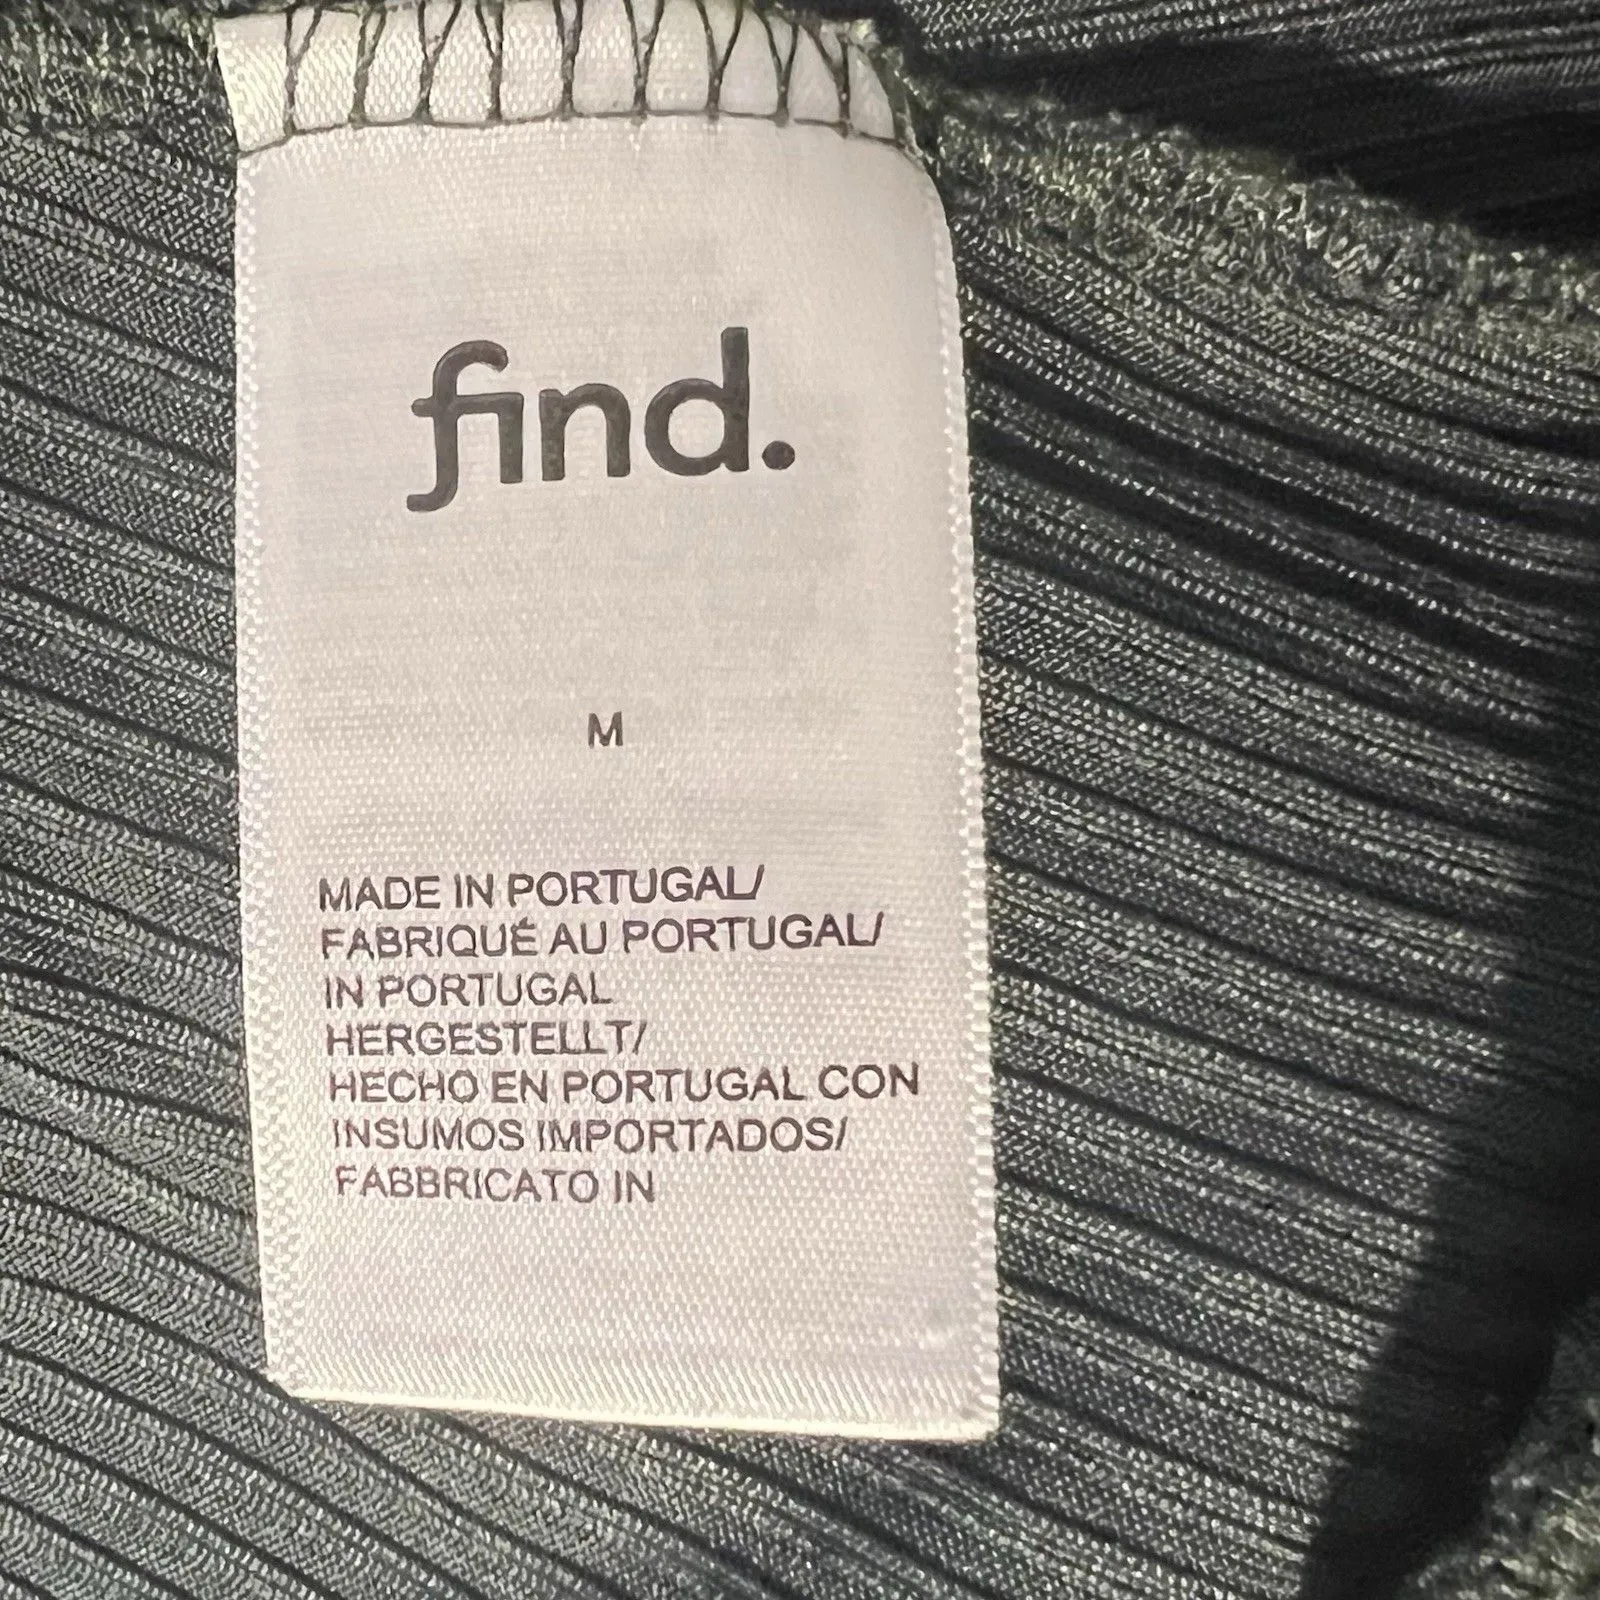 find.
M
MADE IN PORTUGAL/
FABRIQUÉ AU PORTUGAL/
IN PORTUGAL
HERGESTELLT/
HECHO EN PORTUGAL CON
INSUMOS IMPORTADOS/
FABBRICATO IN